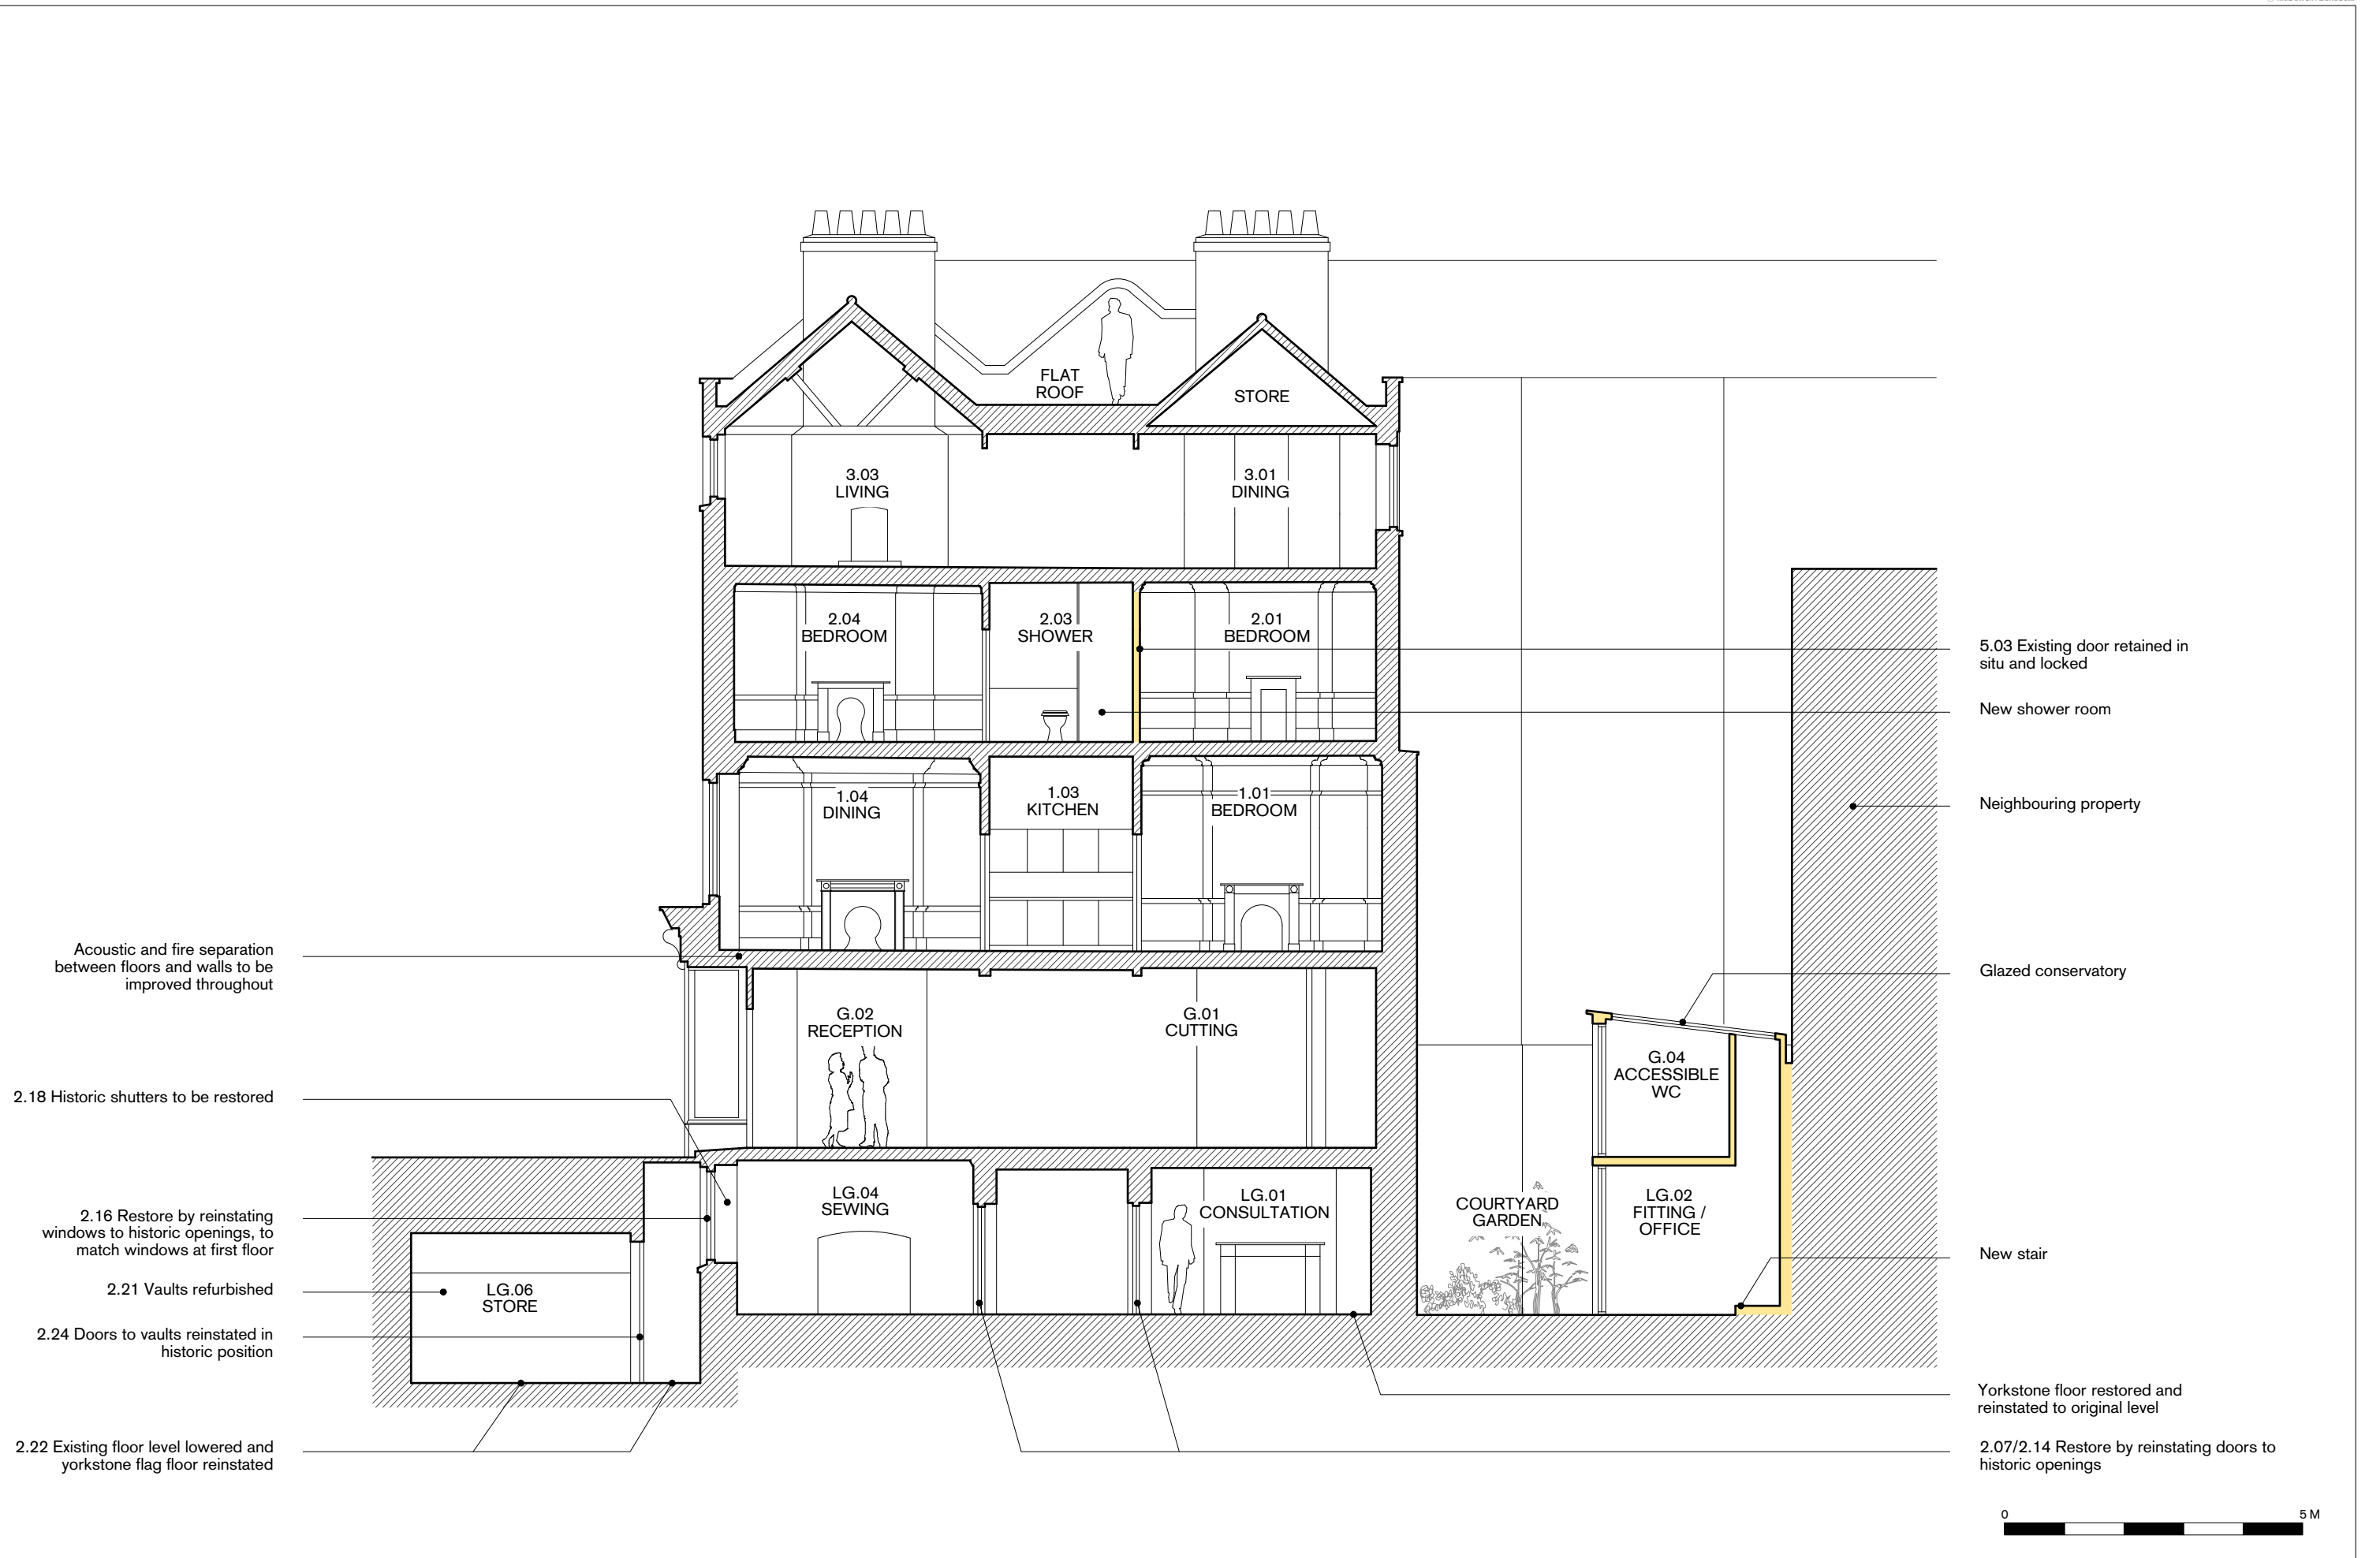 FLAT
ROOF
STORE
3.03
LIVING
3.01
DINING
2.04
BEDROOM
2.03
SHOWER
2.01
BEDROOM
1.04
DINING
1.03
KITCHEN
1.01
BEDROOM
G.02
RECEPTION
G.01
CUTTING
G.04
ACCESSIBLE
WC
LG.04
SEWING
LG.01
CONSULTATION
COURTYARD
GARDEN
LG.02
FITTING /
OFFICE
LG.06
STORE
Acoustic and fire separation
between floors and walls to be
improved throughout
2.18 Historic shutters to be restored
2.16 Restore by reinstating
windows to historic openings, to
match windows at first floor
2.21 Vaults refurbished
2.24 Doors to vaults reinstated in
historic position
2.22 Existing floor level lowered and
yorkstone flag floor reinstated
5.03 Existing door retained in
situ and locked
New shower room
Neighbouring property
Glazed conservatory
New stair
Yorkstone floor restored and
reinstated to original level
2.07/2.14 Restore by reinstating doors to
historic openings
0
5 M